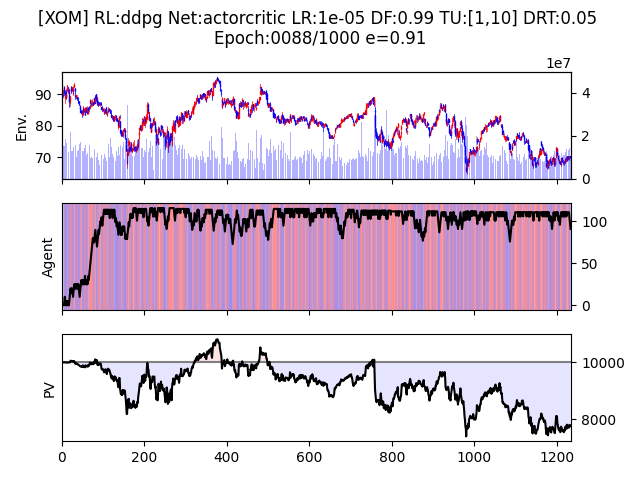 [XOM] RL:ddpg Net:actorcritic LR:1e-05 DF:0.99 TU:[1,10] DRT:0.05
Epoch:0088/1000 e=0.91
1e7
Env.
90
80
70
4
2
0
Agent
100
50
0
PV
10000
8000
0 200 400 600 800 1000 1200